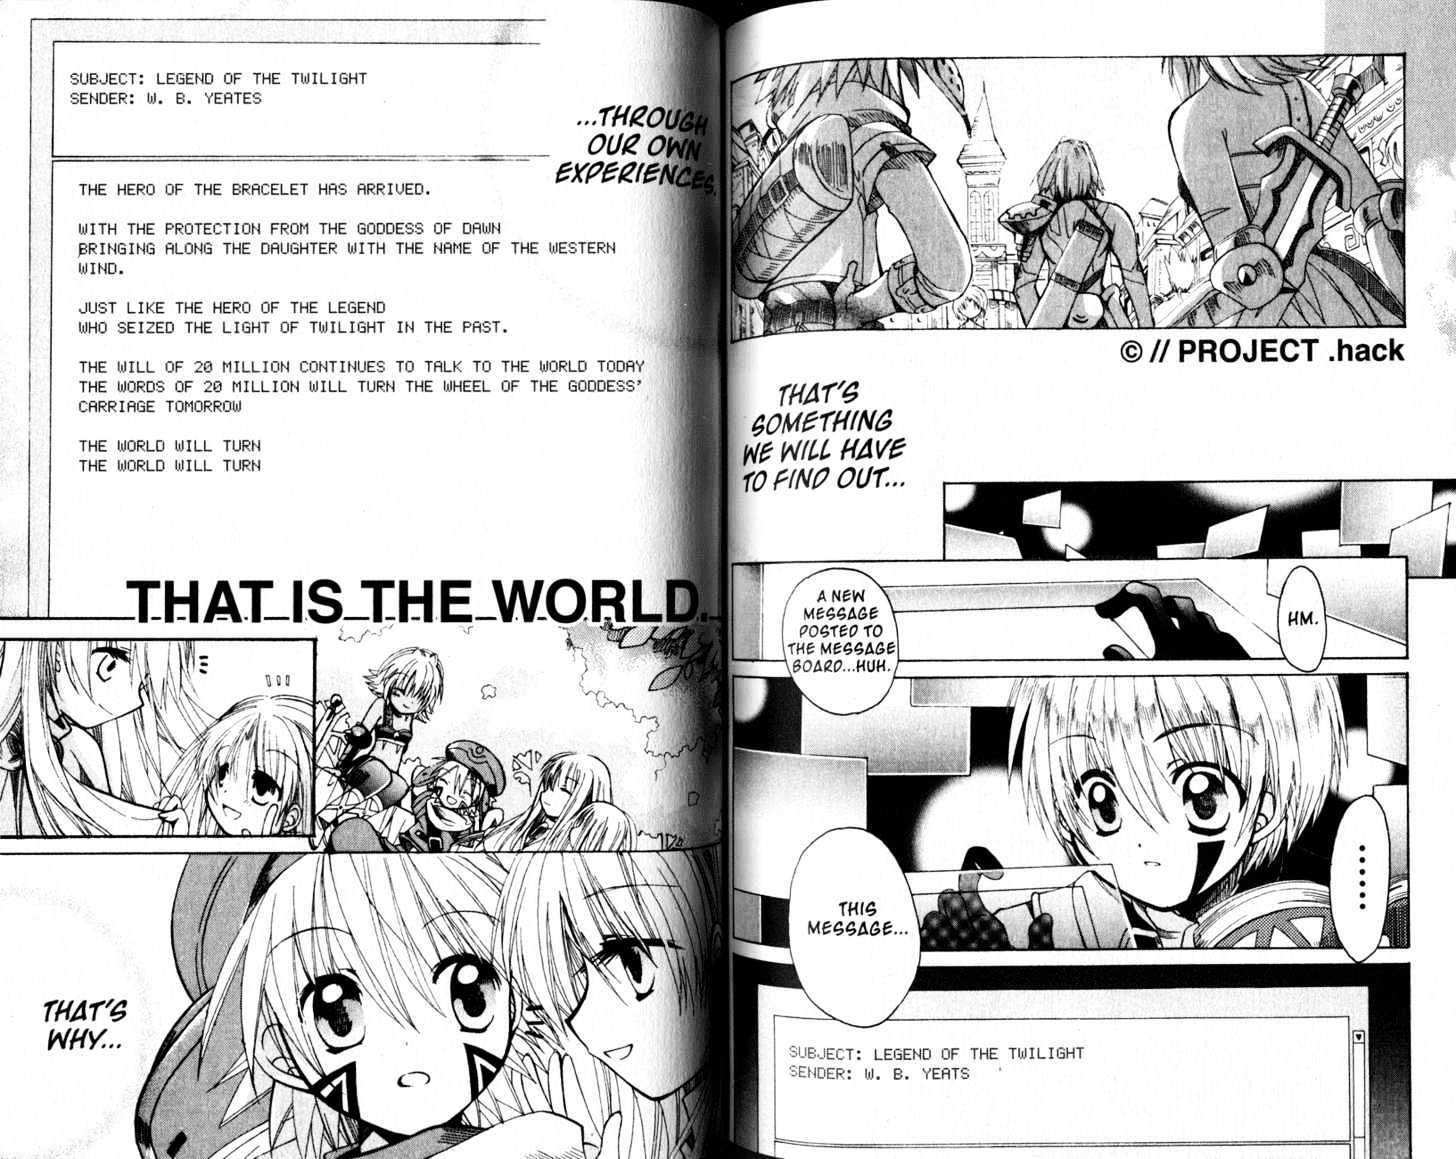 © // PROJECT .hack
THAT'S
SOMETHING
WE WILL HAVE
TO FIND OUT...
HM.
A NEW
MESSAGE
POSTED TO
THE MESSAGE
BOARD...HUH.
......
THIS
MESSAGE...
SUBJECT: LEGEND OF THE TWILIGHT
SENDER: W. B. YEATS
...THROUGH
OUR OWN
EXPERIENCES.
SUBJECT: LEGEND OF THE TWILIGHT
SENDER: W. B. YEATES
THE HERO OF THE BRACELET HAS ARRIVED.
WITH THE PROTECTION FROM THE GODDESS OF DAWN
BRINGING ALONG THE DAUGHTER WITH THE NAME OF THE WESTERN
WIND.
JUST LIKE THE HERO OF THE LEGEND
WHO SEIZED THE LIGHT OF TWILIGHT IN THE PAST.
THE WILL OF 20 MILLION CONTINUES TO TALK TO THE WORLD TODAY
THE WORDS OF 20 MILLION WILL TURN THE WHEEL OF THE GODDESS'
CARRIAGE TOMORROW
THE WORLD WILL TURN
THE WORLD WILL TURN
THAT IS THE WORLD.
THAT'S
WHY...